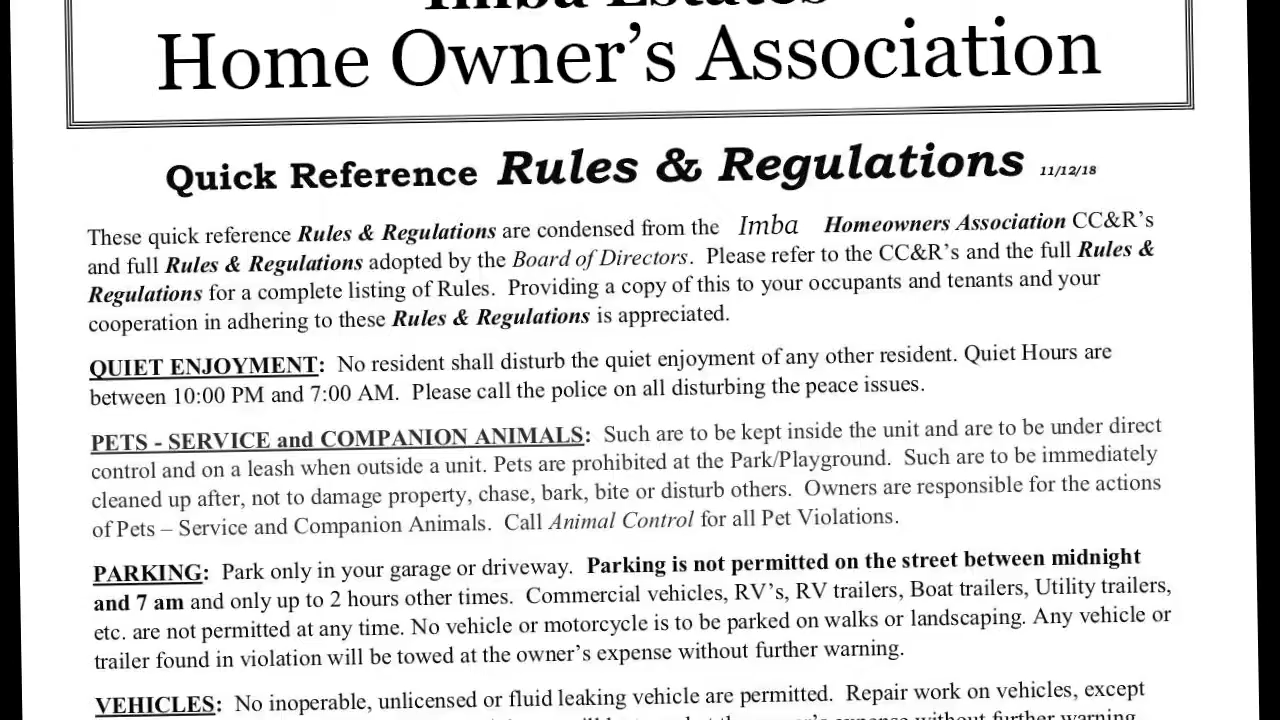 Imba Estates
Home Owner's Association
Quick Reference Rules & Regulations 11/12/18
These quick reference Rules & Regulations are condensed from the Imba Homeowners Association CC&R's
and full Rules & Regulations adopted by the Board of Directors. Please refer to the CC&R's and the full Rules &
Regulations for a complete listing of Rules. Providing a copy of this to your occupants and tenants and your
cooperation in adhering to these Rules & Regulations is appreciated.
QUIET ENJOYMENT: No resident shall disturb the quiet enjoyment of any other resident. Quiet Hours are
between 10:00 PM and 7:00 AM. Please call the police on all disturbing the peace issues.
PETS - SERVICE and COMPANION ANIMALS: Such are to be kept inside the unit and are to be under direct
control and on a leash when outside a unit. Pets are prohibited at the Park/Playground. Such are to be immediately
cleaned up after, not to damage property, chase, bark, bite or disturb others. Owners are responsible for the actions
of Pets – Service and Companion Animals. Call Animal Control for all Pet Violations.
PARKING: Park only in your garage or driveway. Parking is not permitted on the street between midnight
and 7 am and only up to 2 hours other times. Commercial vehicles, RV's, RV trailers, Boat trailers, Utility trailers,
etc. are not permitted at any time. No vehicle or motorcycle is to be parked on walks or landscaping. Any vehicle or
trailer found in violation will be towed at the owner's expense without further warning.
VEHICLES: No inoperable, unlicensed or fluid leaking vehicle are permitted. Repair work on vehicles, except
owner's expense without further warning